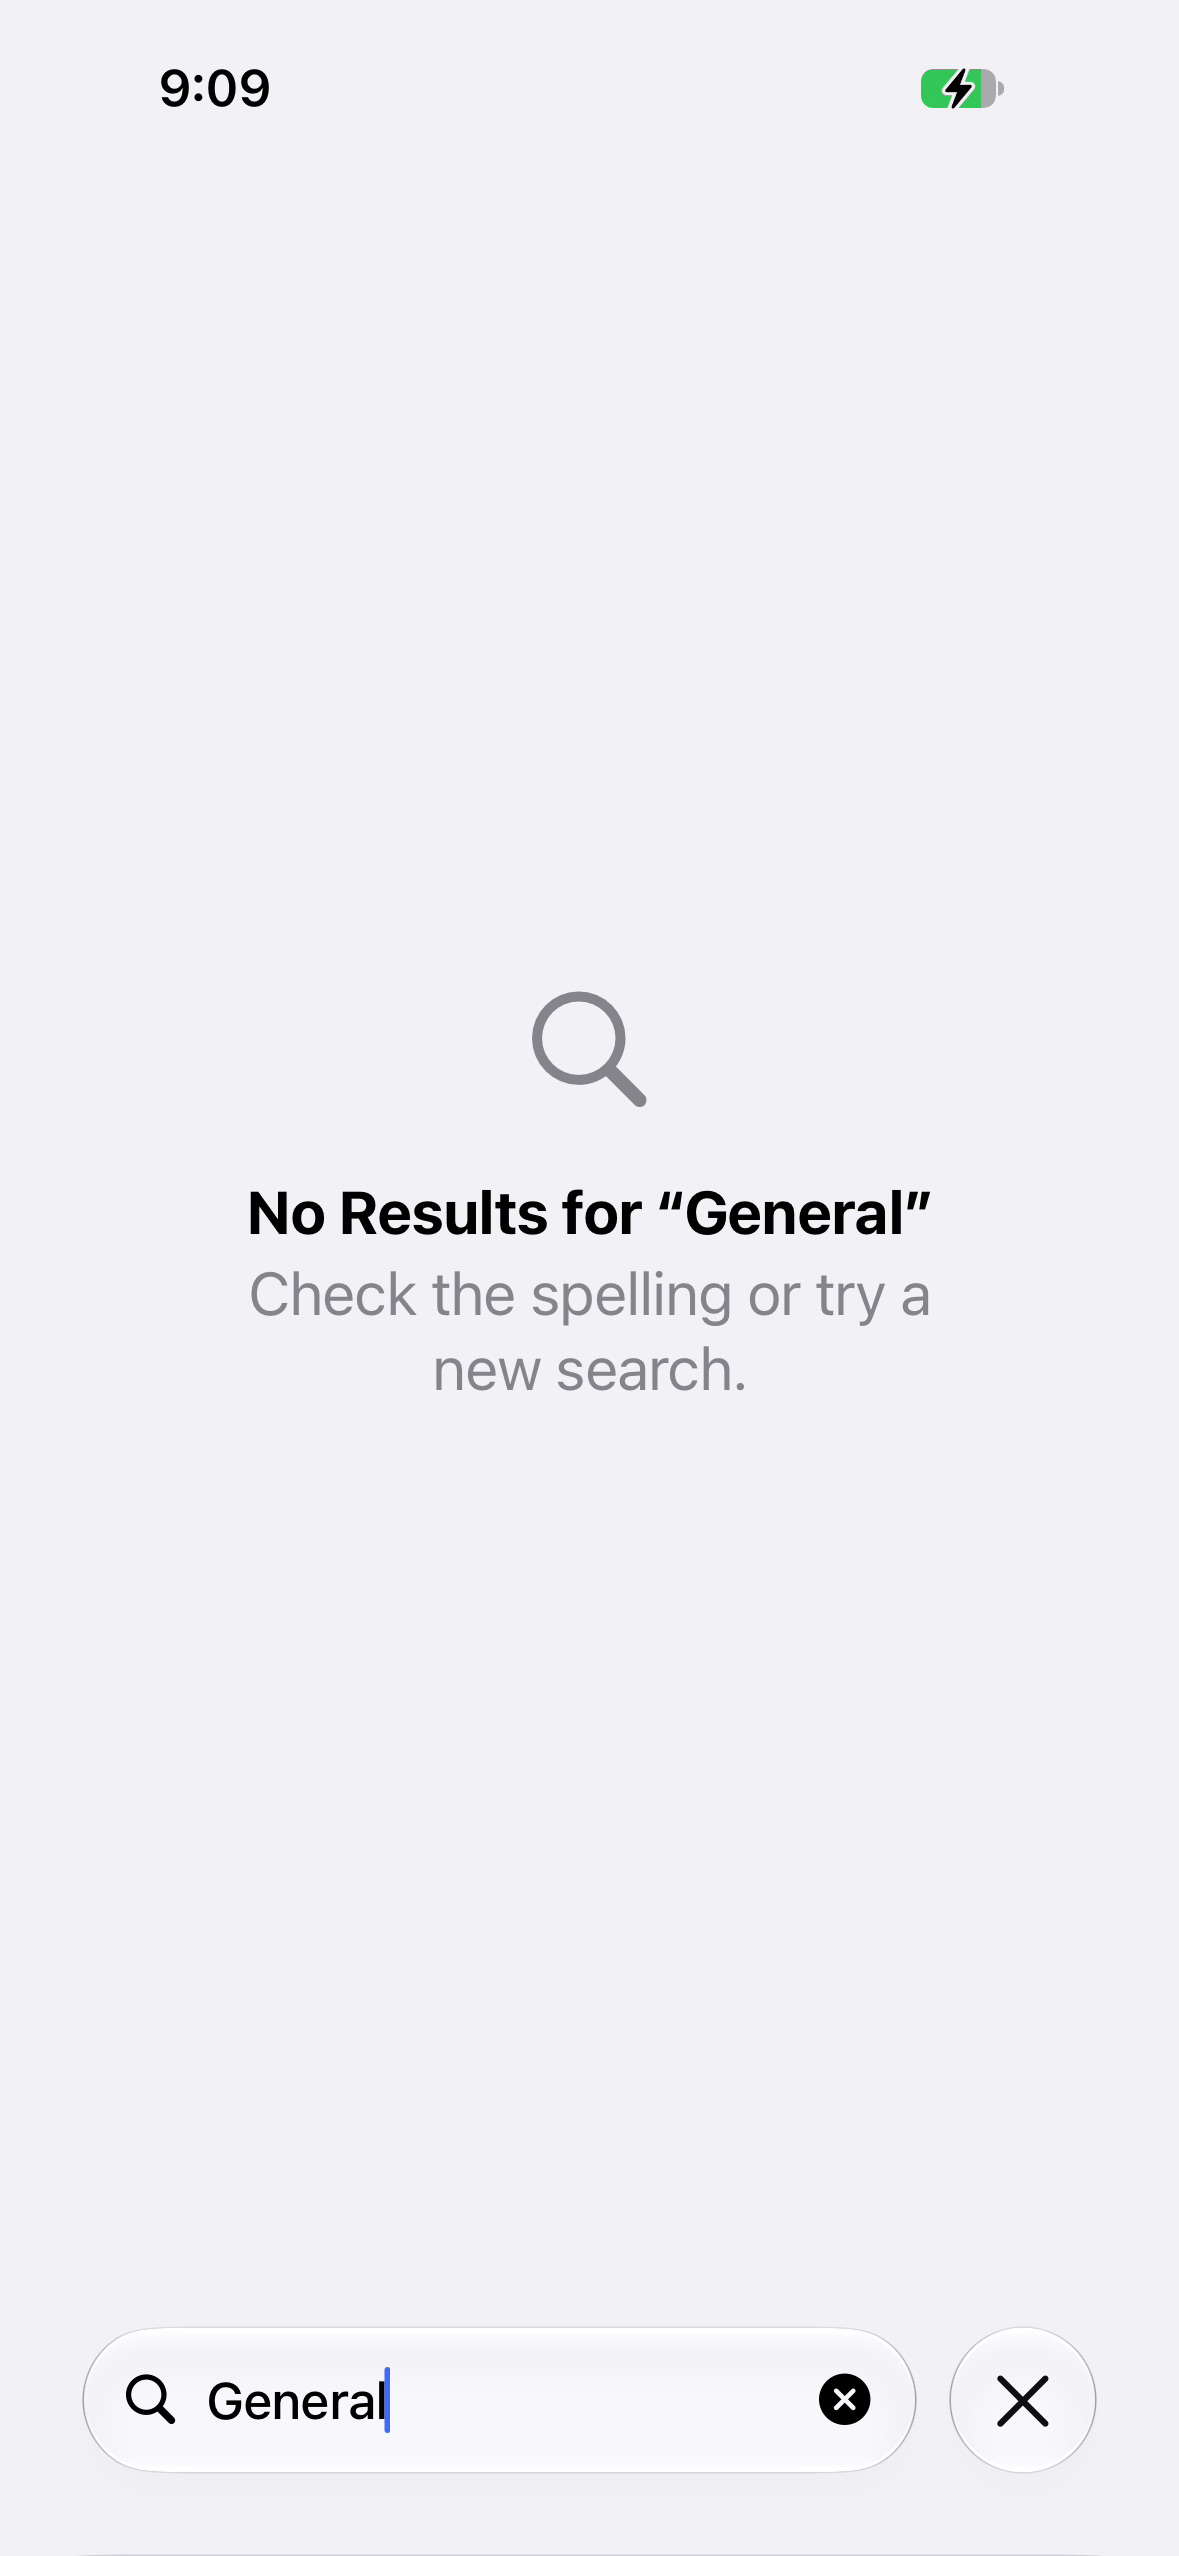 9:09
No Results for “General”
Check the spelling or try a
new search.
General